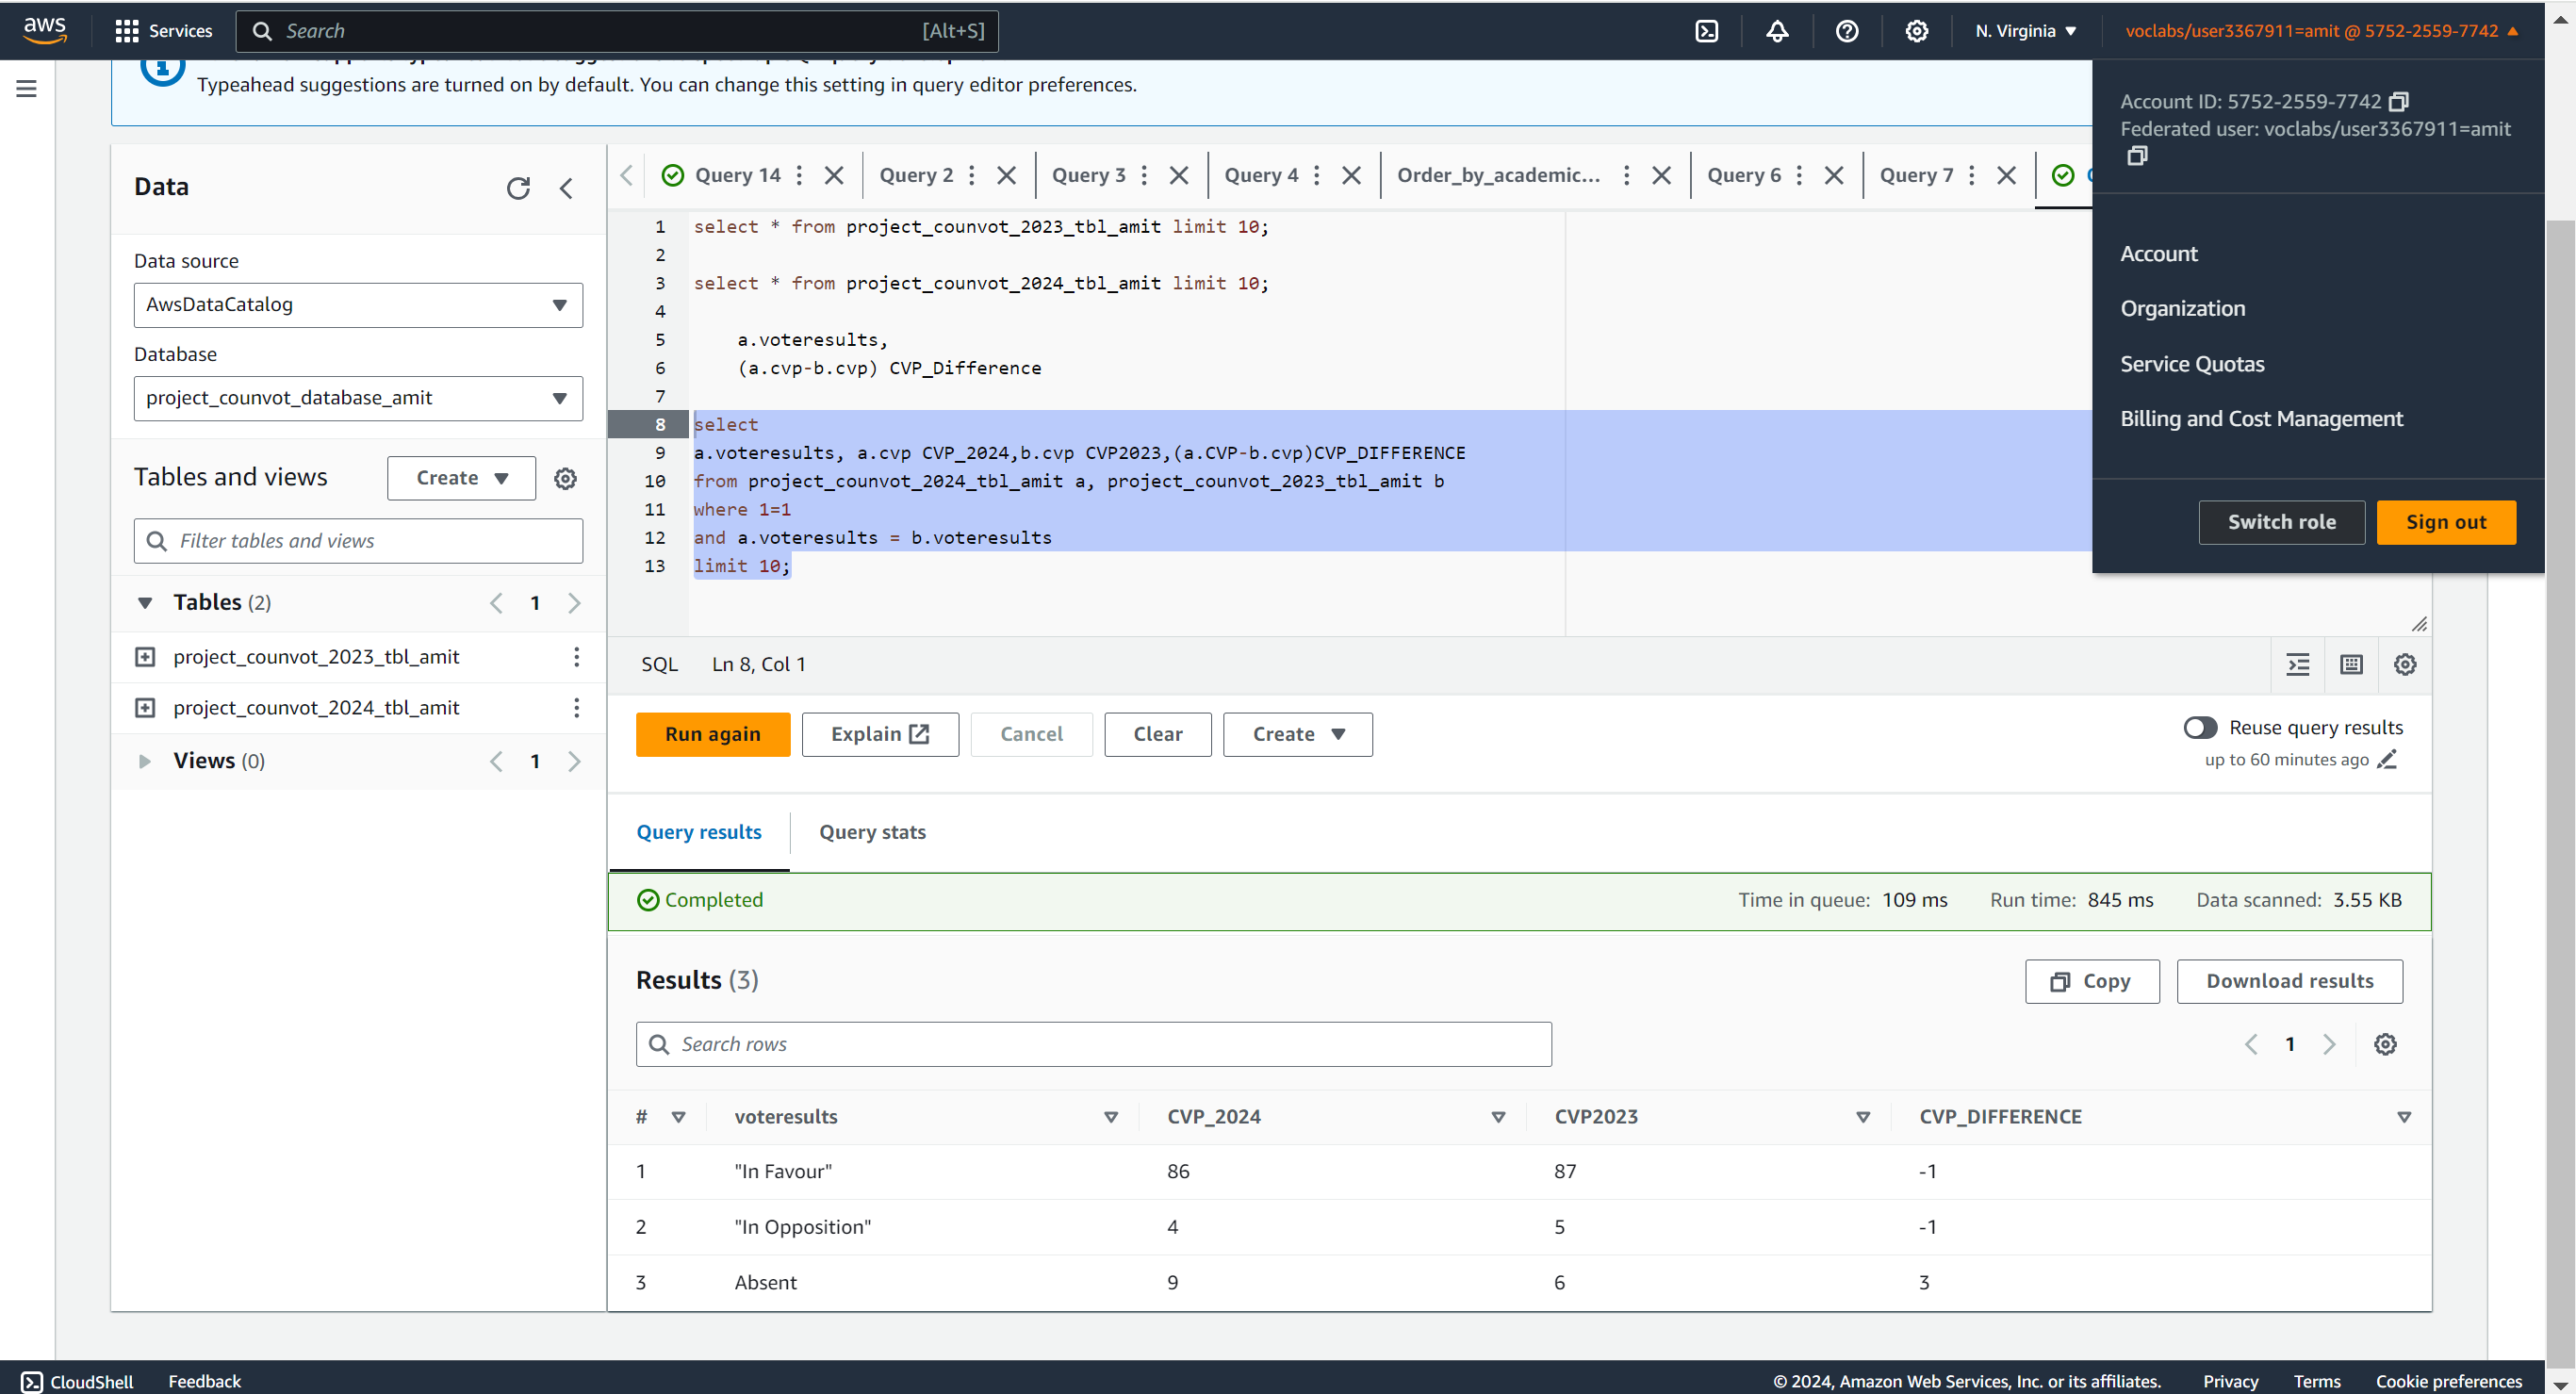 aws
Services
Search
[Alt+S]
N. Virginia
voclabs/user3367911=amit @ 5752-2559-7742
Typeahead suggestions are turned on by default. You can change this setting in query editor preferences.
Account ID: 5752-2559-7742
Federated user: voclabs/user3367911=amit
Account
Organization
Service Quotas
Billing and Cost Management
Switch role
Sign out
Data
Data source
AwsDataCatalog
Database
project_counvot_database_amit
Tables and views
Create
Filter tables and views
Tables (2)
1
project_counvot_2023_tbl_amit
project_counvot_2024_tbl_amit
Views (0)
1
Query 14
Query 2
Query 3
Query 4
Order_by_academic...
Query 6
Query 7
1 select * from project_counvot_2023_tbl_amit limit 10;
2
3 select * from project_counvot_2024_tbl_amit limit 10;
4
5 a.voteresults,
6 (a.cvp-b.cvp) CVP_Difference
7
8 select
9 a.voteresults, a.cvp CVP_2024,b.cvp CVP2023,(a.CVP-b.cvp)CVP_DIFFERENCE
10 from project_counvot_2024_tbl_amit a, project_counvot_2023_tbl_amit b
11 where 1=1
12 and a.voteresults = b.voteresults
13 limit 10;
SQL Ln 8, Col 1
Run again
Explain
Cancel
Clear
Create
Reuse query results
up to 60 minutes ago
Query results
Query stats
Completed
Time in queue: 109 ms
Run time: 845 ms
Data scanned: 3.55 KB
Results (3)
Copy
Download results
Search rows
1
# voteresults CVP_2024 CVP2023 CVP_DIFFERENCE
1 "In Favour" 86 87 -1
2 "In Opposition" 4 5 -1
3 Absent 9 6 3
CloudShell
Feedback
© 2024, Amazon Web Services, Inc. or its affiliates.
Privacy
Terms
Cookie preferences